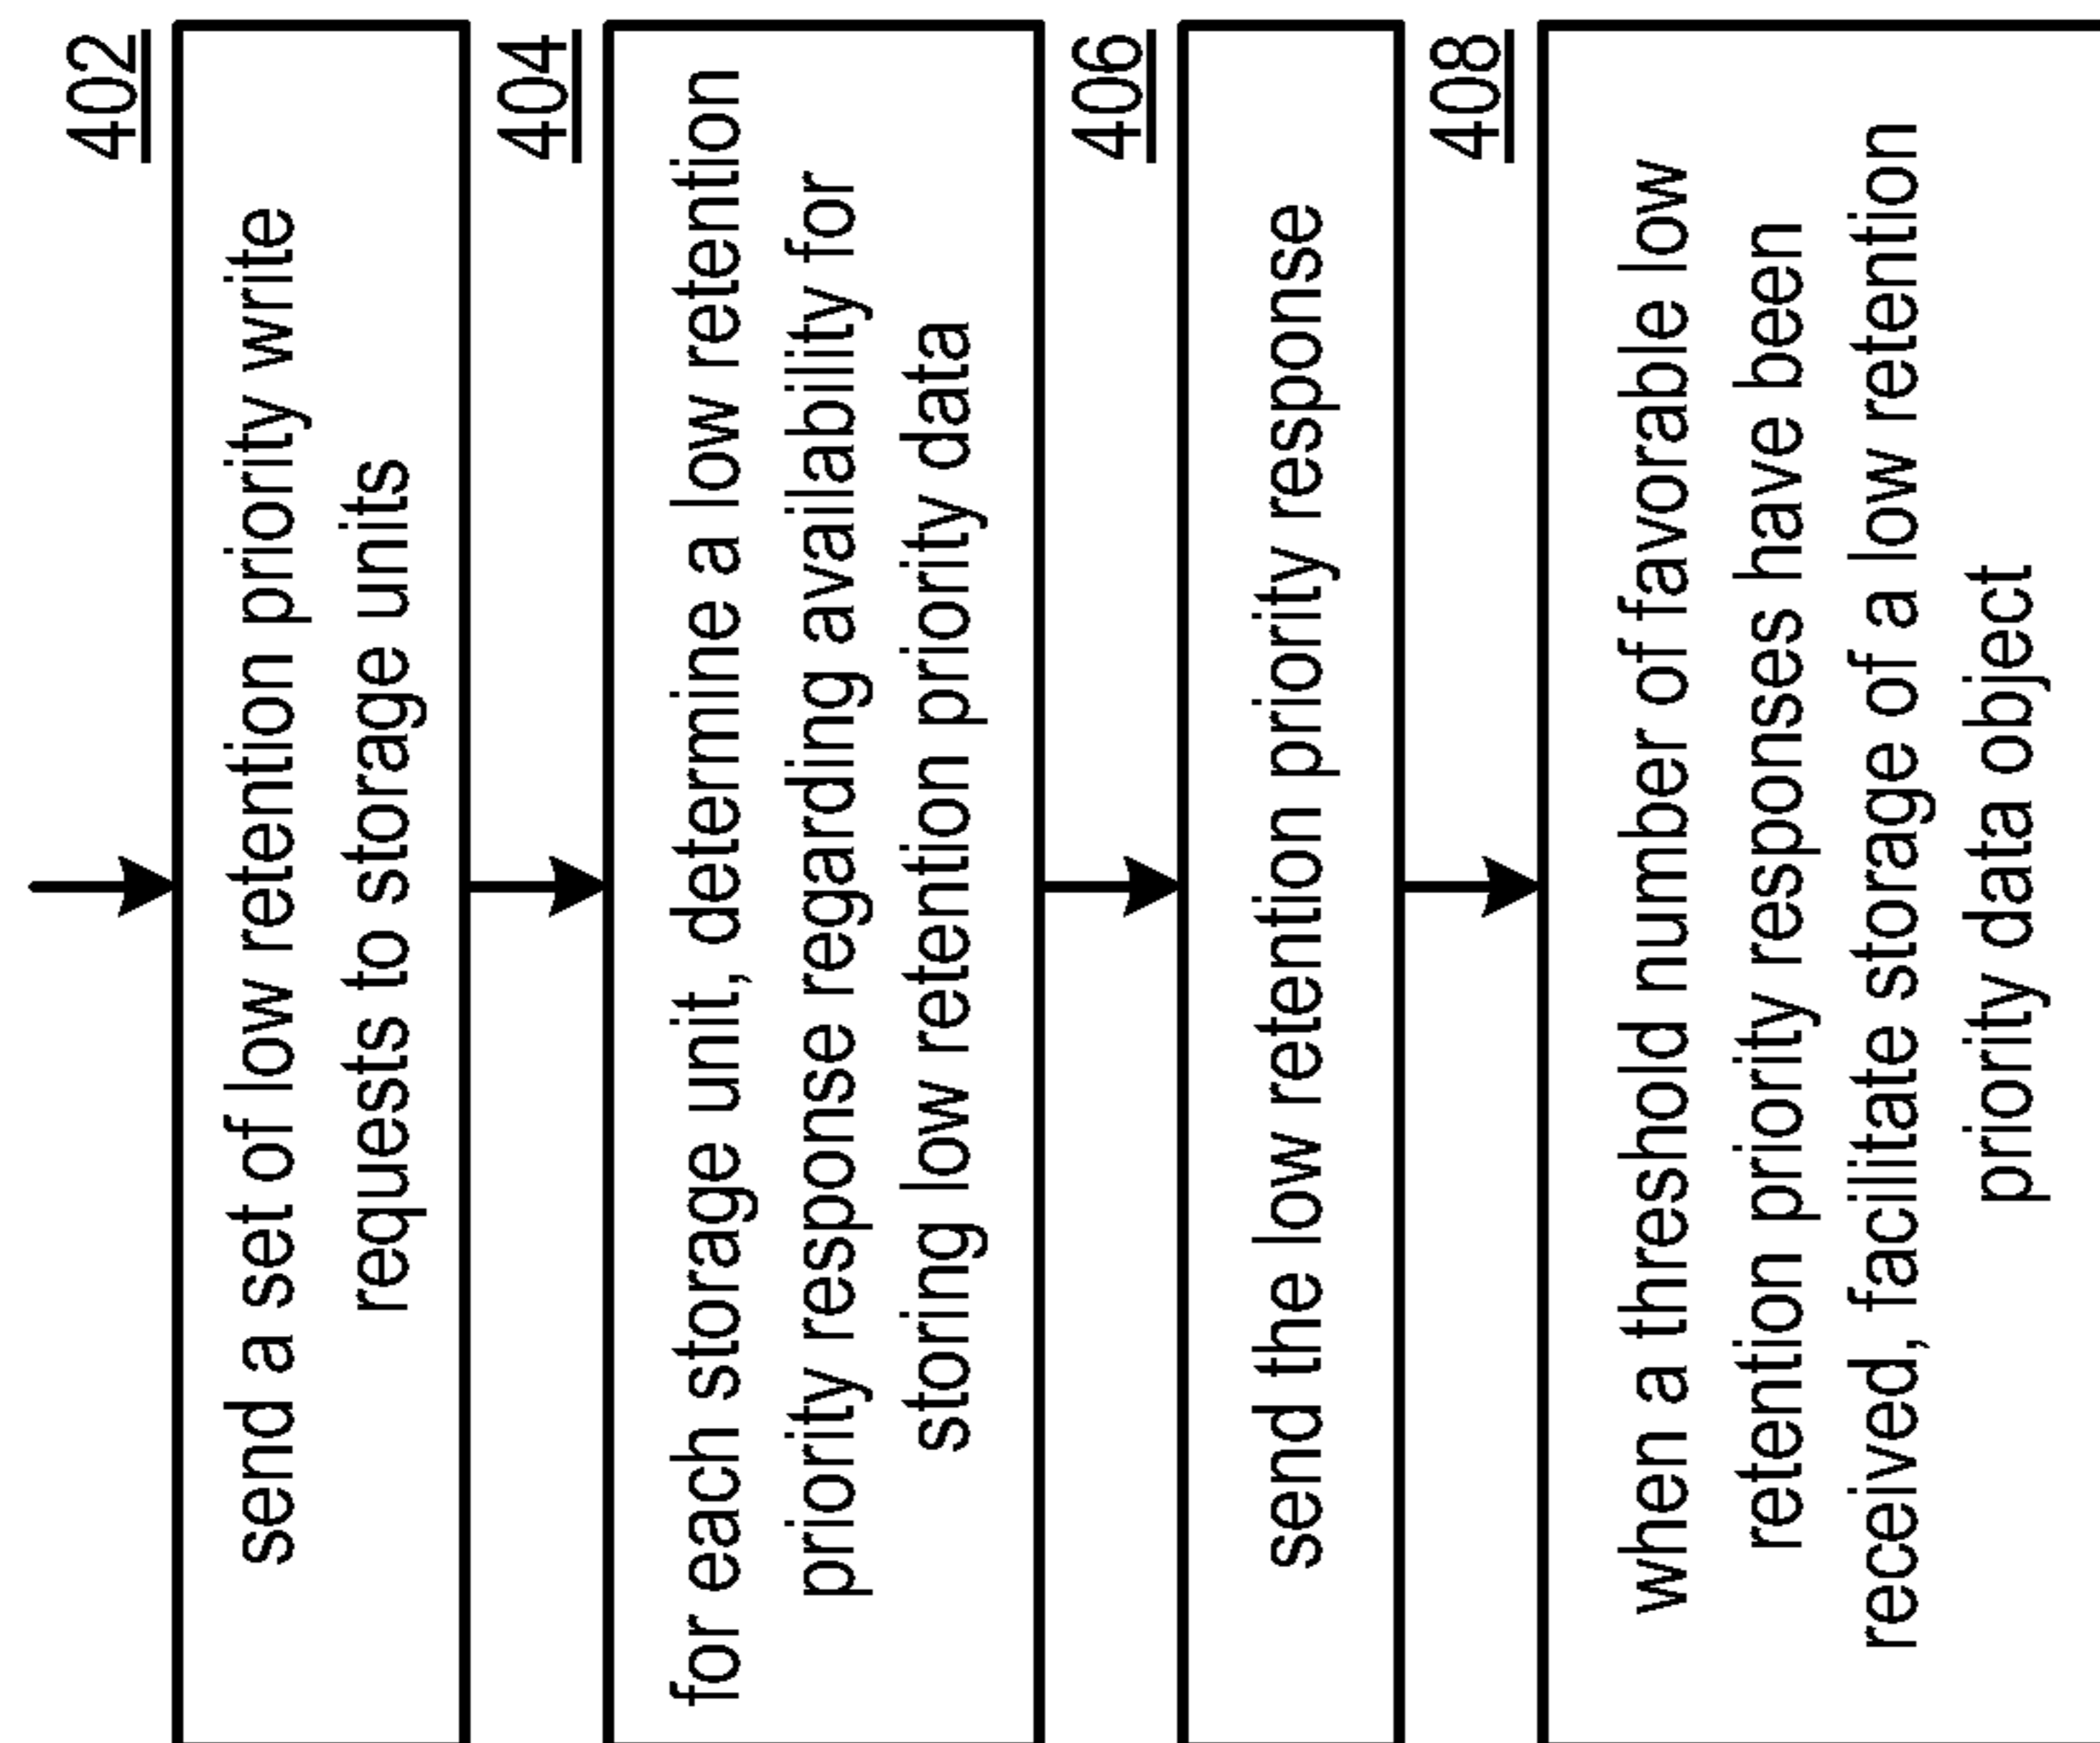 402
send a set of low retention priority write
requests to storage units
404
for each storage unit, determine a low retention
priority response regarding availability for
storing low retention priority data
406
send the low retention priority response
408
when a threshold number of favorable low
retention priority responses have been
received, facilitate storage of a low retention
priority data object